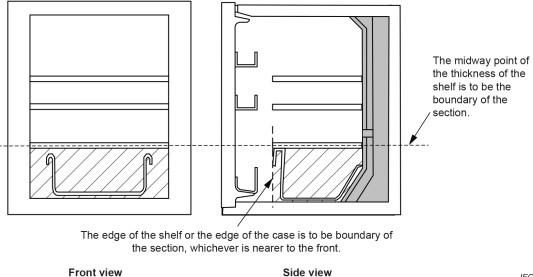 The midway point of
the thickness of the
shelf is to be the
boundary of the
section.
The edge of the shelf or the edge of the case is to be boundary of
the section, whichever is nearer to the front.
Front view
Side view